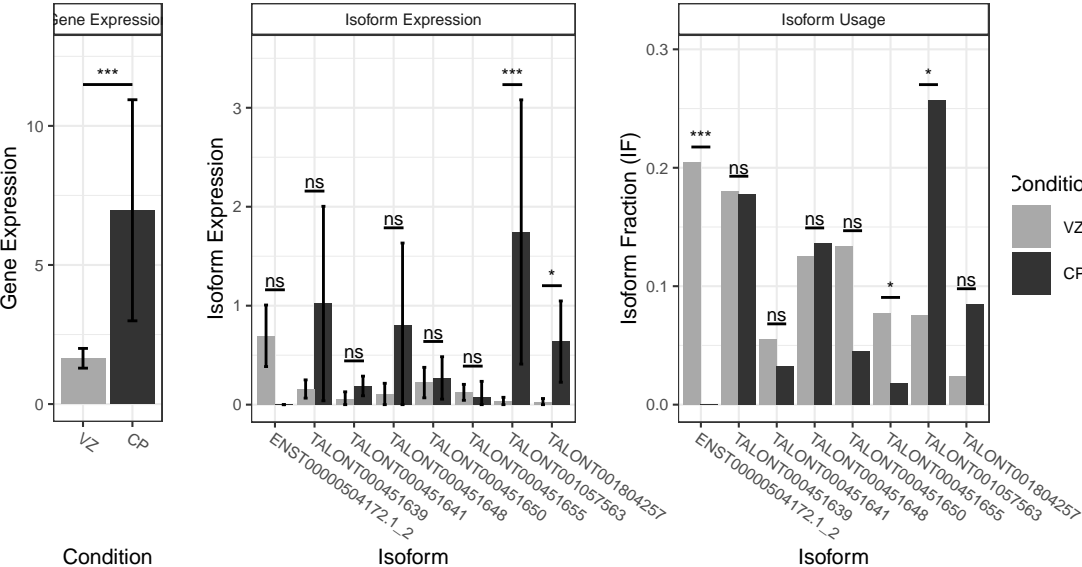 Gene Expression
Isoform Expression
Isoform Usage
Gene Expression
10
5
0
***
VZ
CP
Condition
Isoform Expression
3
2
1
0
ns
ns
ns
ns
ns
ns
***
*
ENST00000504172.1_2
TALONT000451639
TALONT000451641
TALONT000451648
TALONT000451650
TALONT000451655
TALONT001057563
TALONT001804257
Isoform
Isoform Fraction (IF)
0.3
0.2
0.1
0.0
***
ns
ns
ns
ns
*
*
ns
ENST00000504172.1_2
TALONT000451639
TALONT000451641
TALONT000451648
TALONT000451650
TALONT000451655
TALONT001057563
TALONT001804257
Isoform
Condition
VZ
CP